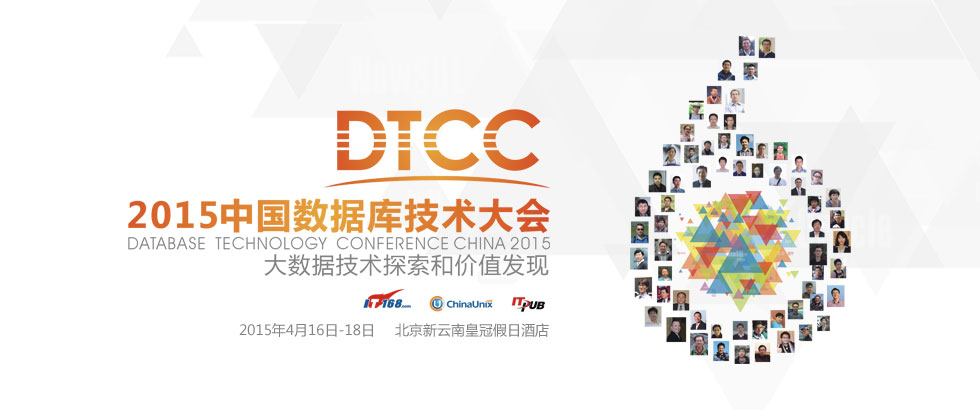 DTCC
2015中国数据库技术大会
DATABASE TECHNOLOGY CONFERENCE CHINA 2015
大数据技术探索和价值发现
IT168.com ChinaUnix ITPUB
2015年4月16日-18日 北京新云南皇冠假日酒店